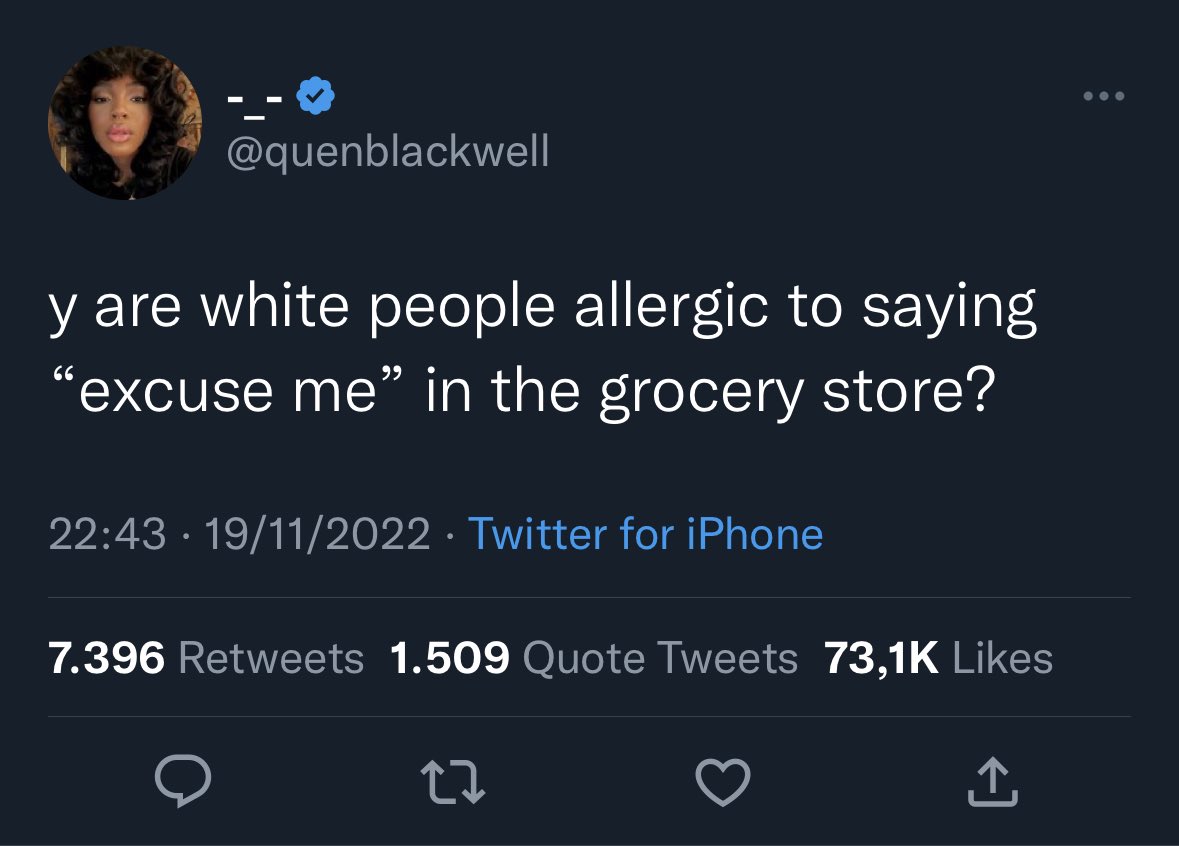 -_-
@quenblackwell
y are white people allergic to saying
“excuse me” in the grocery store?
22:43 · 19/11/2022 · Twitter for iPhone
7.396 Retweets 1.509 Quote Tweets 73,1K Likes